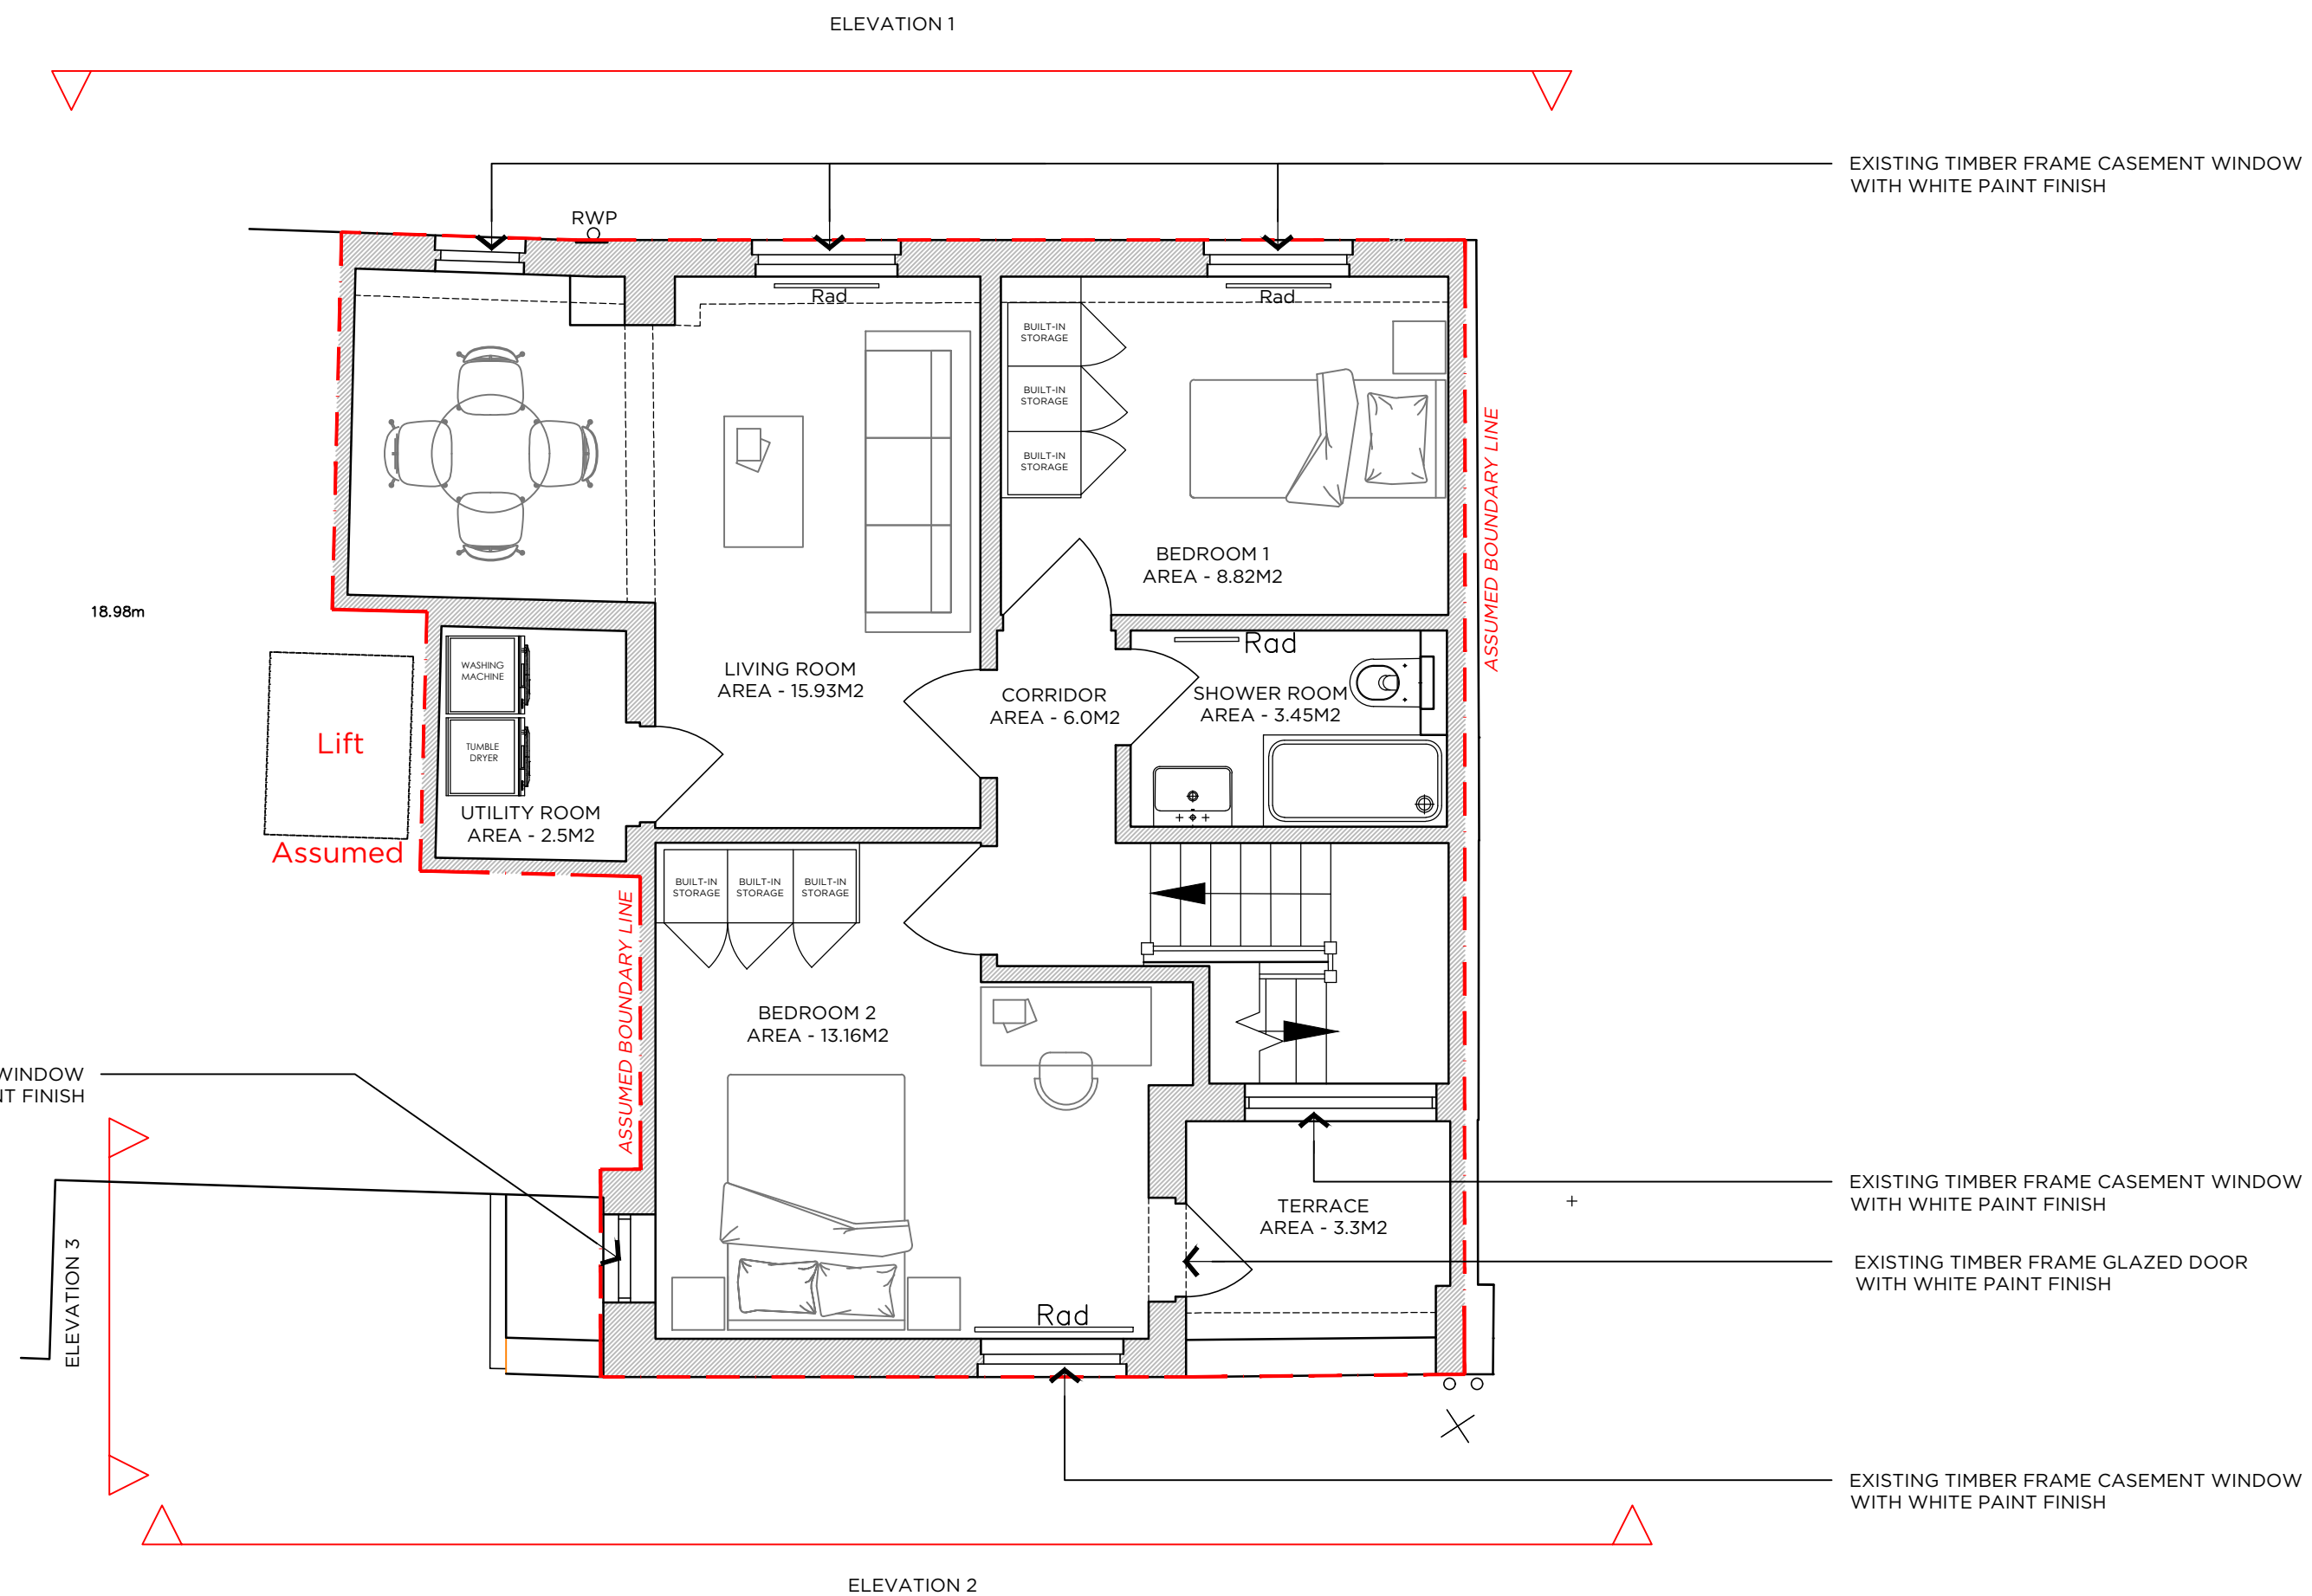 ELEVATION 1
EXISTING TIMBER FRAME CASEMENT WINDOW
WITH WHITE PAINT FINISH
RWP
Rad
Rad
BUILT-IN
STORAGE
BUILT-IN
STORAGE
BUILT-IN
STORAGE
ASSUMED BOUNDARY LINE
BEDROOM 1
AREA - 8.82M2
18.98m
WASHING
MACHINE
LIVING ROOM
AREA - 15.93M2
CORRIDOR
AREA - 6.0M2
Rad
SHOWER ROOM
AREA - 3.45M2
Lift
TUMBLE
DRYER
UTILITY ROOM
AREA - 2.5M2
Assumed
BUILT-IN
STORAGE
BUILT-IN
STORAGE
BUILT-IN
STORAGE
ASSUMED BOUNDARY LINE
BEDROOM 2
AREA - 13.16M2
WINDOW
NT FINISH
EXISTING TIMBER FRAME CASEMENT WINDOW
WITH WHITE PAINT FINISH
TERRACE
AREA - 3.3M2
EXISTING TIMBER FRAME GLAZED DOOR
WITH WHITE PAINT FINISH
ELEVATION 3
Rad
EXISTING TIMBER FRAME CASEMENT WINDOW
WITH WHITE PAINT FINISH
ELEVATION 2